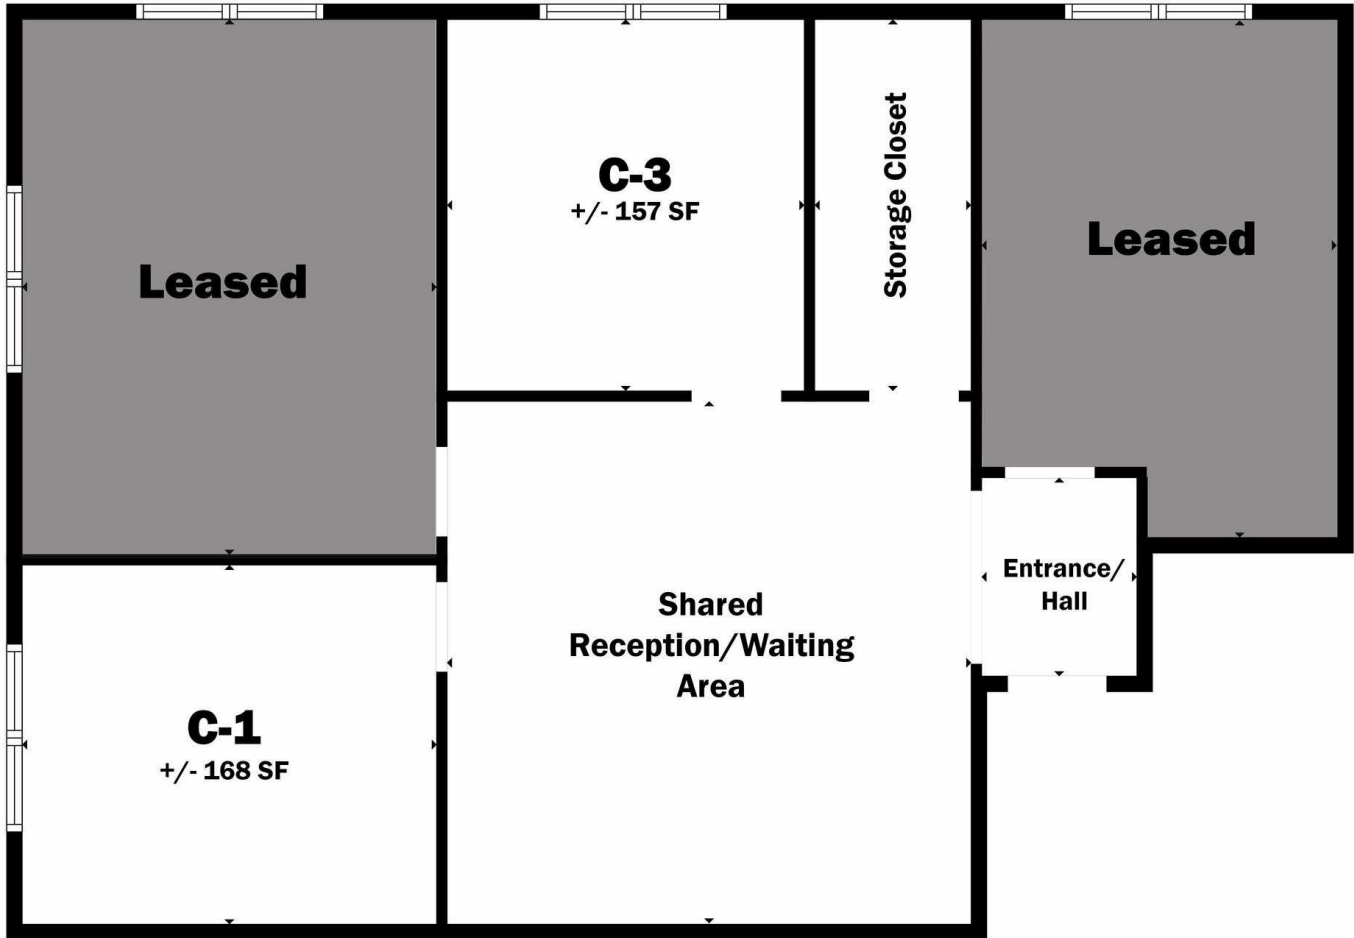 Leased
C-3
+/- 157 SF
Storage Closet
Leased
Entrance/
Hall
Shared
Reception/Waiting
Area
C-1
+/- 168 SF